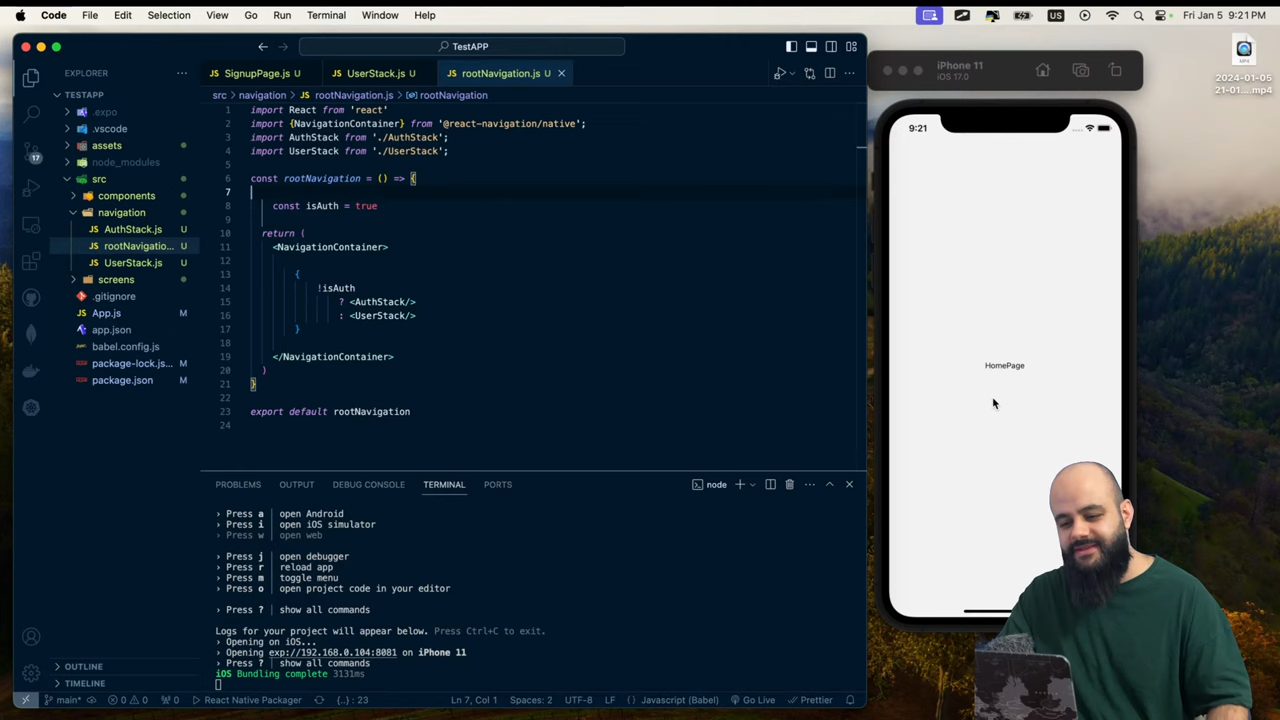 Code File Edit Selection View Go Run Terminal Window Help
US
Fri Jan 5 9:21 PM
TestAPP
EXPLORER
SignupPage.js U
UserStack.js U
rootNavigation.js U
TESTAPP
.expo
.vscode
assets
node_modules
src
components
navigation
AuthStack.js U
rootNavigatio... U
UserStack.js U
screens
.gitignore
App.js M
app.json
babel.config.js
package-lock.js... M
package.json M
17
OUTLINE
TIMELINE
src > navigation > rootNavigation.js > rootNavigation
1 import React from 'react'
2 import {NavigationContainer} from '@react-navigation/native';
3 import AuthStack from './AuthStack';
4 import UserStack from './UserStack';
5
6 const rootNavigation = () => {
7
8 const isAuth = true
9
10 return (
11 <NavigationContainer>
12
13 {
14 !isAuth
15 ? <AuthStack/>
16 : <UserStack/>
17 }
18
19 </NavigationContainer>
20 )
21 }
22
23 export default rootNavigation
24
PROBLEMS OUTPUT DEBUG CONSOLE TERMINAL PORTS
node
› Press a | open Android
› Press i | open iOS simulator
› Press w | open web
› Press j | open debugger
› Press r | reload app
› Press m | toggle menu
› Press o | open project code in your editor
› Press ? | show all commands
Logs for your project will appear below. Press Ctrl+C to exit.
› Opening on iOS...
› Opening exp://192.168.0.104:8081 on iPhone 11
› Press ? | show all commands
iOS Bundling complete 3131ms
main* 0 0 0 React Native Packager {..} : 23 Ln 7, Col 1 Spaces: 2 UTF-8 LF Javascript (Babel) Go Live Prettier
iPhone 11
iOS 17.0
9:21
HomePage
MP4
2024-01-05
21-01....mp4